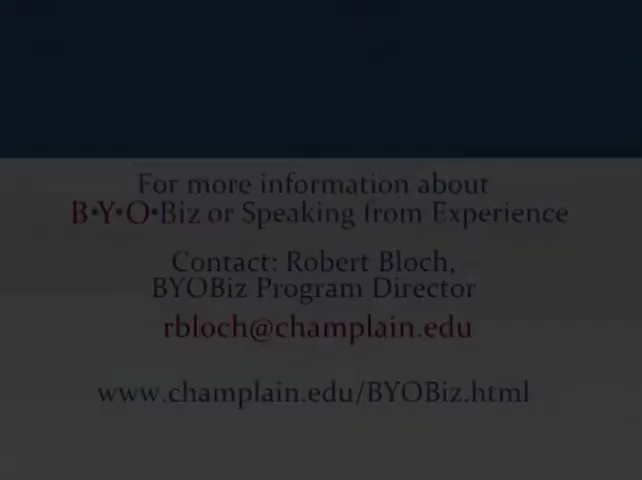 For more information about
B•Y•O•Biz or Speaking from Experience
Contact: Robert Bloch,
BYOBiz Program Director
rbloch@champlain.edu
www.champlain.edu/BYOBiz.html